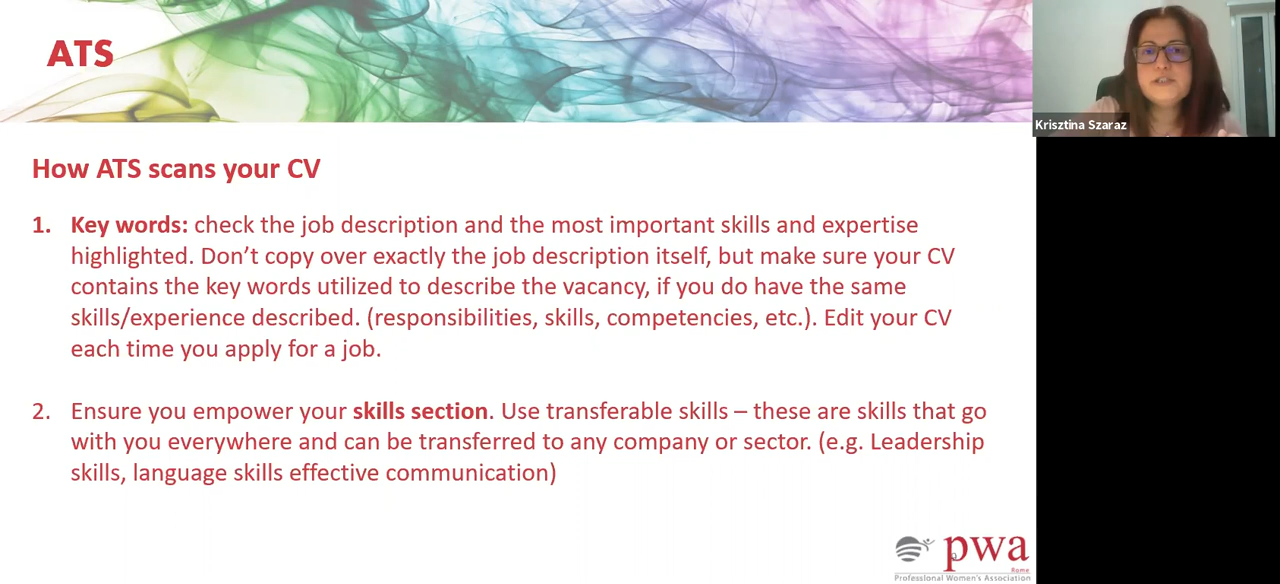 ATS
Krisztina Szaraz
How ATS scans your CV
1. Key words: check the job description and the most important skills and expertise
highlighted. Don’t copy over exactly the job description itself, but make sure your CV
contains the key words utilized to describe the vacancy, if you do have the same
skills/experience described. (responsibilities, skills, competencies, etc.). Edit your CV
each time you apply for a job.
2. Ensure you empower your skills section. Use transferable skills – these are skills that go
with you everywhere and can be transferred to any company or sector. (e.g. Leadership
skills, language skills effective communication)
pwa
Rome
Professional Women's Association